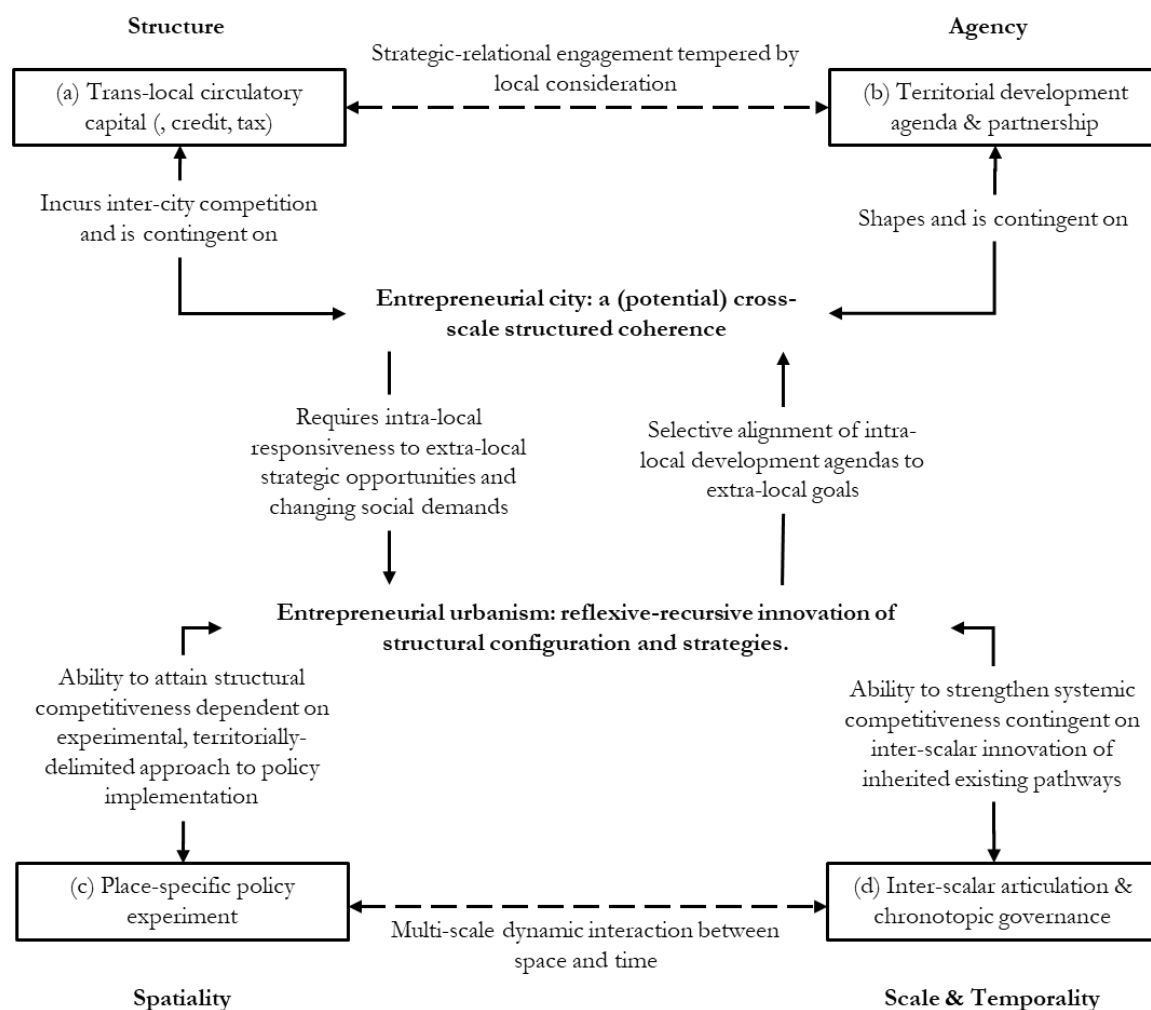 Structure
Agency
Strategic-relational engagement tempered by
local consideration
(a) Trans-local circulatory
capital (, credit, tax)
(b) Territorial development
agenda & partnership
Incurs inter-city competition
and is contingent on
Shapes and is contingent on
Entrepreneurial city: a (potential) cross-
scale structured coherence
Requires intra-local
responsiveness to extra-local
strategic opportunities and
changing social demands
Selective alignment of intra-
local development agendas to
extra-local goals
Entrepreneurial urbanism: reflexive-recursive innovation of
structural configuration and strategies.
Ability to attain structural
competitiveness dependent on
experimental, territorially-
delimited approach to policy
implementation
Ability to strengthen systemic
competitiveness contingent on
inter-scalar innovation of
inherited existing pathways
(c) Place-specific policy
experiment
(d) Inter-scalar articulation &
chronotopic governance
Multi-scale dynamic interaction between
space and time
Spatiality
Scale & Temporality